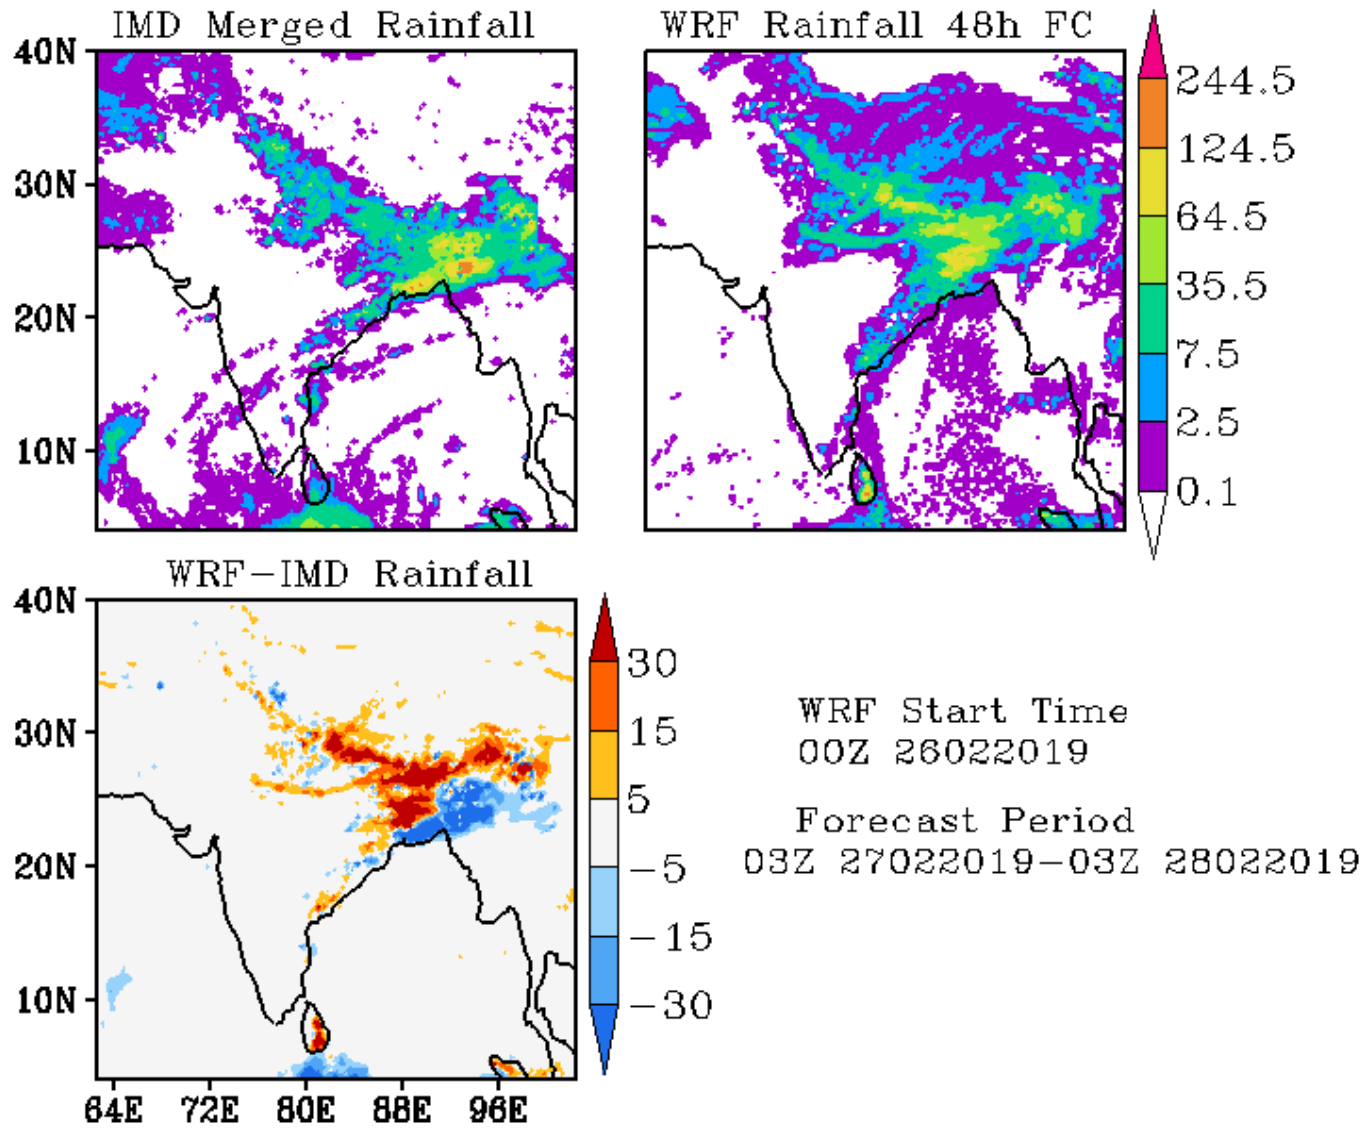 IMD Merged Rainfall
WRF Rainfall 48h FC
40N
30N
20N
10N
244.5
124.5
64.5
35.5
7.5
2.5
0.1
WRF-IMD Rainfall
40N
30N
20N
10N
64E 72E 80E 88E 96E
30
15
5
-5
-15
-30
WRF Start Time
00Z 26022019
Forecast Period
03Z 27022019-03Z 28022019